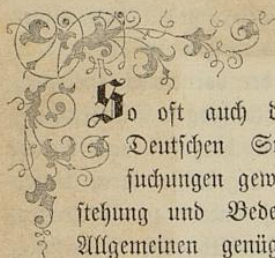 So oft auch d
Deutschen St
suchungen gew
stehung und Bede
Allgemeinen genüg